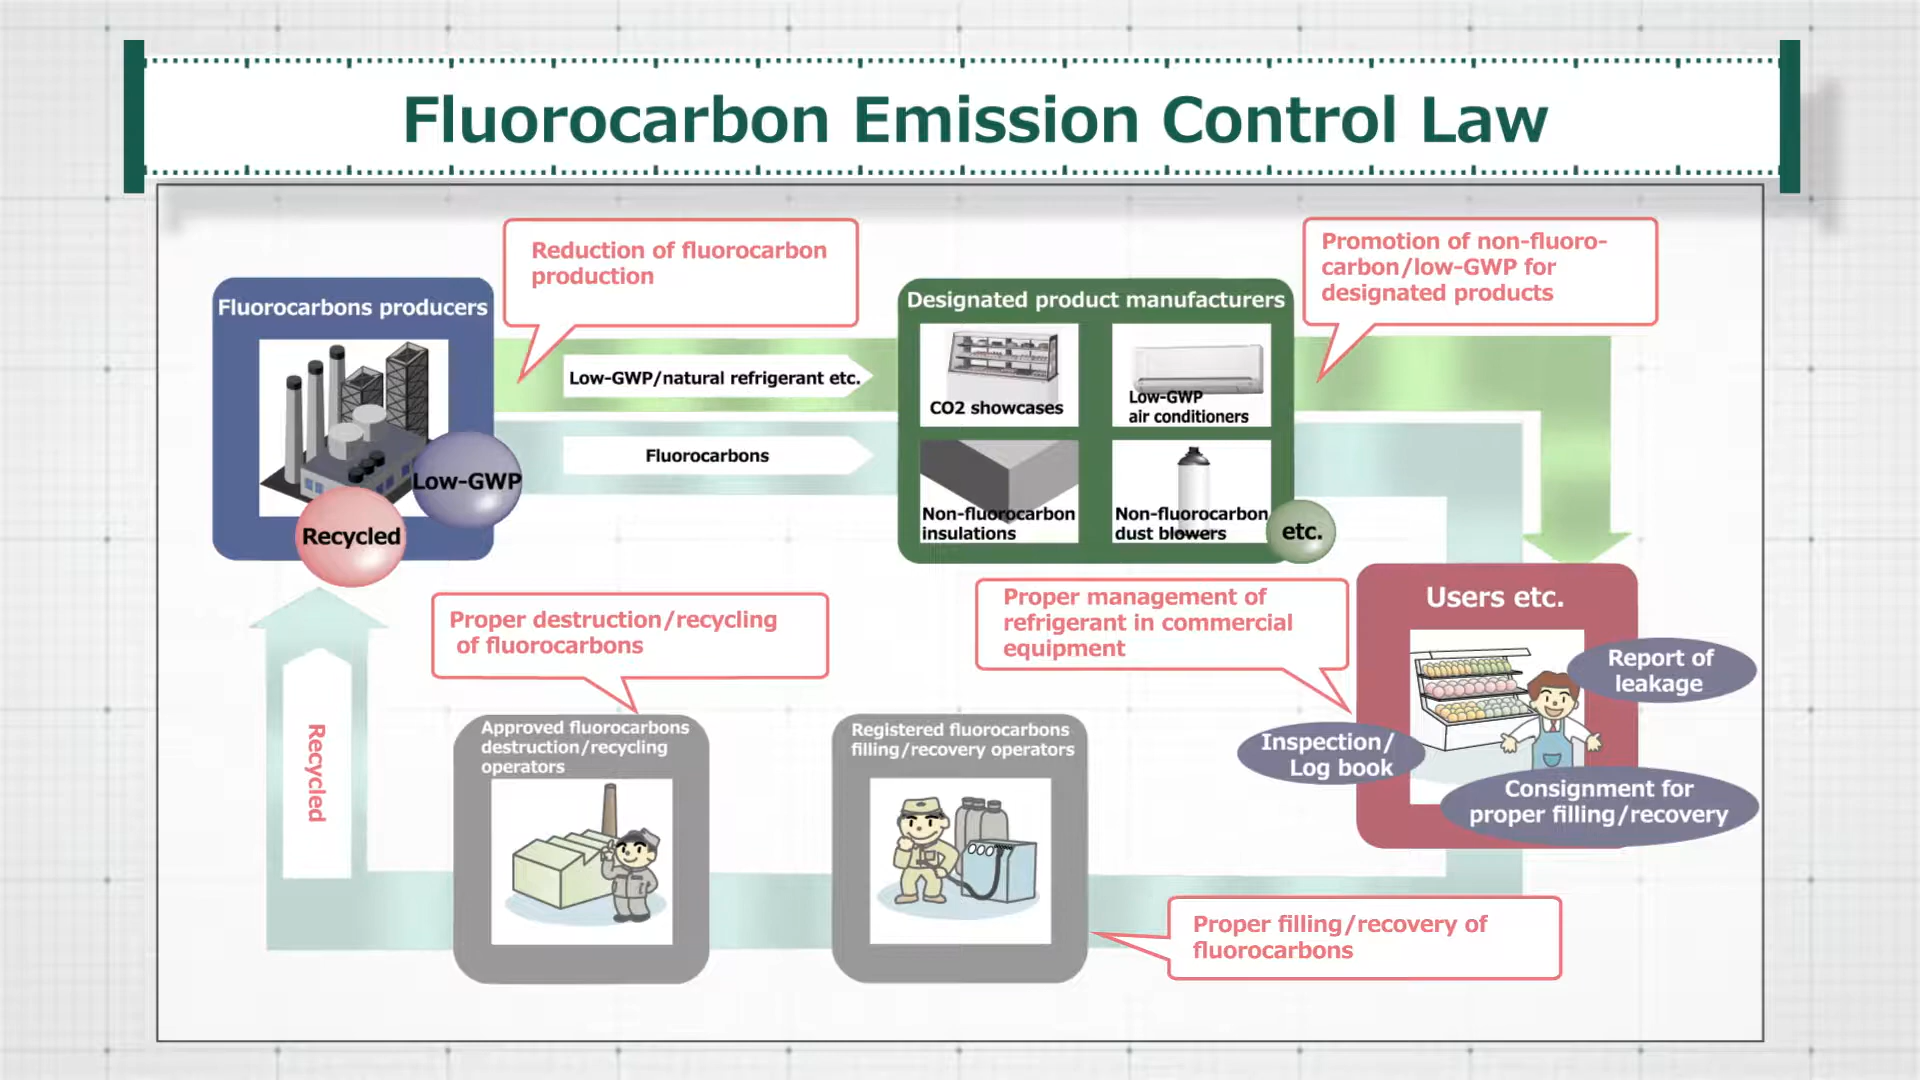 Fluorocarbon Emission Control Law
Reduction of fluorocarbon
production
Promotion of non-fluoro-
carbon/low-GWP for
designated products
Fluorocarbons producers
Low-GWP
Recycled
Low-GWP/natural refrigerant etc.
Fluorocarbons
Designated product manufacturers
CO2 showcases
Low-GWP
air conditioners
Non-fluorocarbon
insulations
Non-fluorocarbon
dust blowers
etc.
Proper destruction/recycling
of fluorocarbons
Proper management of
refrigerant in commercial
equipment
Users etc.
Report of
leakage
Inspection/
Log book
Consignment for
proper filling/recovery
Recycled
Approved fluorocarbons
destruction/recycling
operators
Registered fluorocarbons
filling/recovery operators
Proper filling/recovery of
fluorocarbons